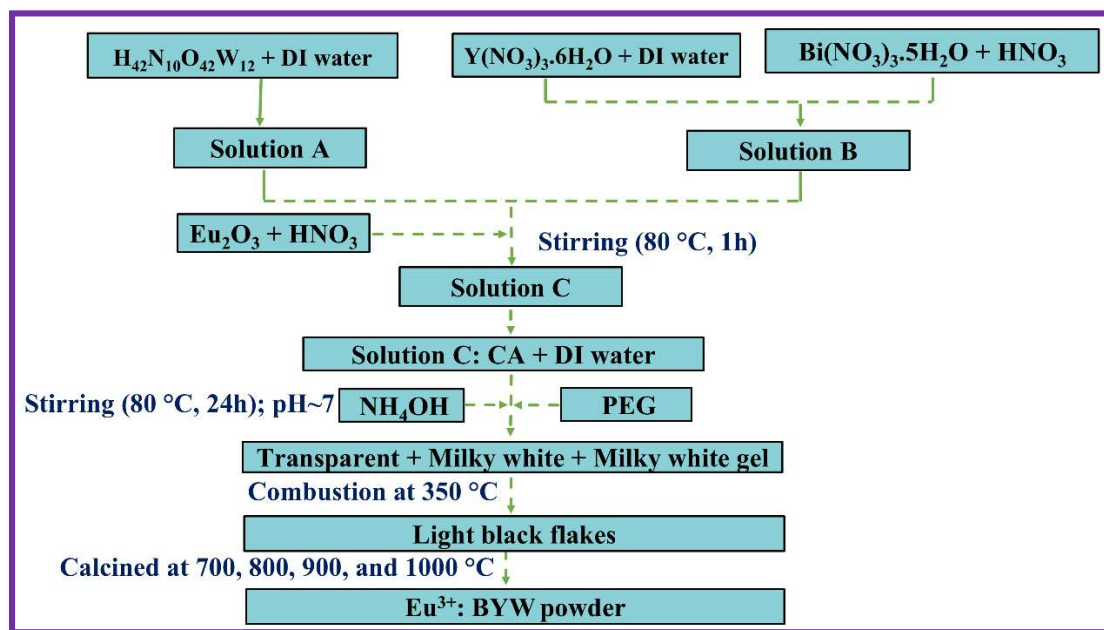 H₄₂N₁₀O₄₂W₁₂ + DI water
Y(NO₃)₃.6H₂O + DI water
Bi(NO₃)₃.5H₂O + HNO₃
Solution A
Solution B
Eu₂O₃ + HNO₃
Stirring (80 °C, 1h)
Solution C
Solution C: CA + DI water
Stirring (80 °C, 24h); pH~7
NH₄OH
PEG
Transparent + Milky white + Milky white gel
Combustion at 350 °C
Light black flakes
Calcined at 700, 800, 900, and 1000 °C
Eu³⁺: BYW powder